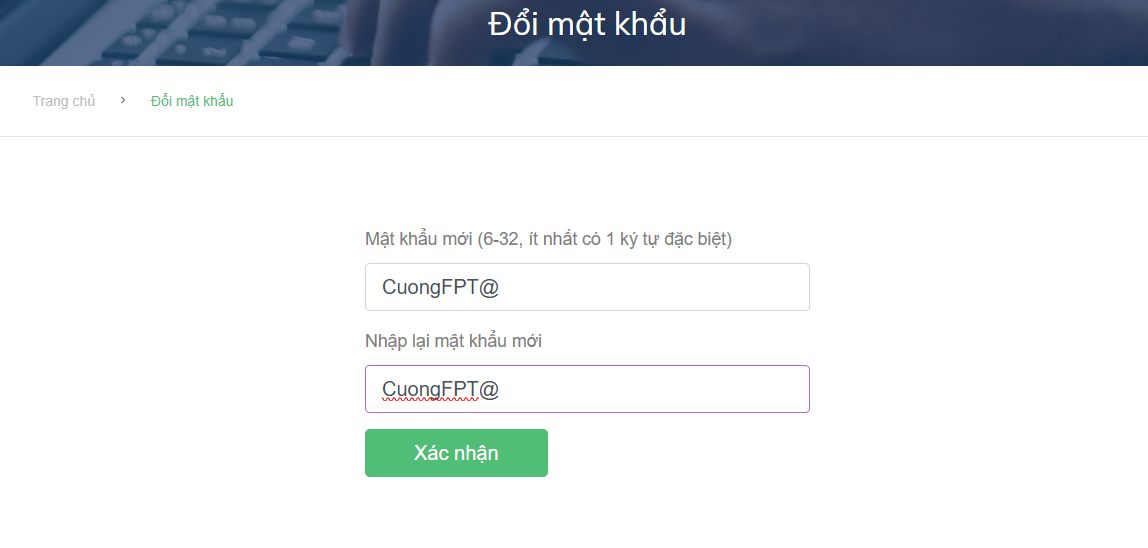 Đổi mật khẩu
Trang chủ > Đổi mật khẩu
Mật khẩu mới (6-32, ít nhất có 1 ký tự đặc biệt)
CuongFPT@
Nhập lại mật khẩu mới
CuongFPT@
Xác nhận